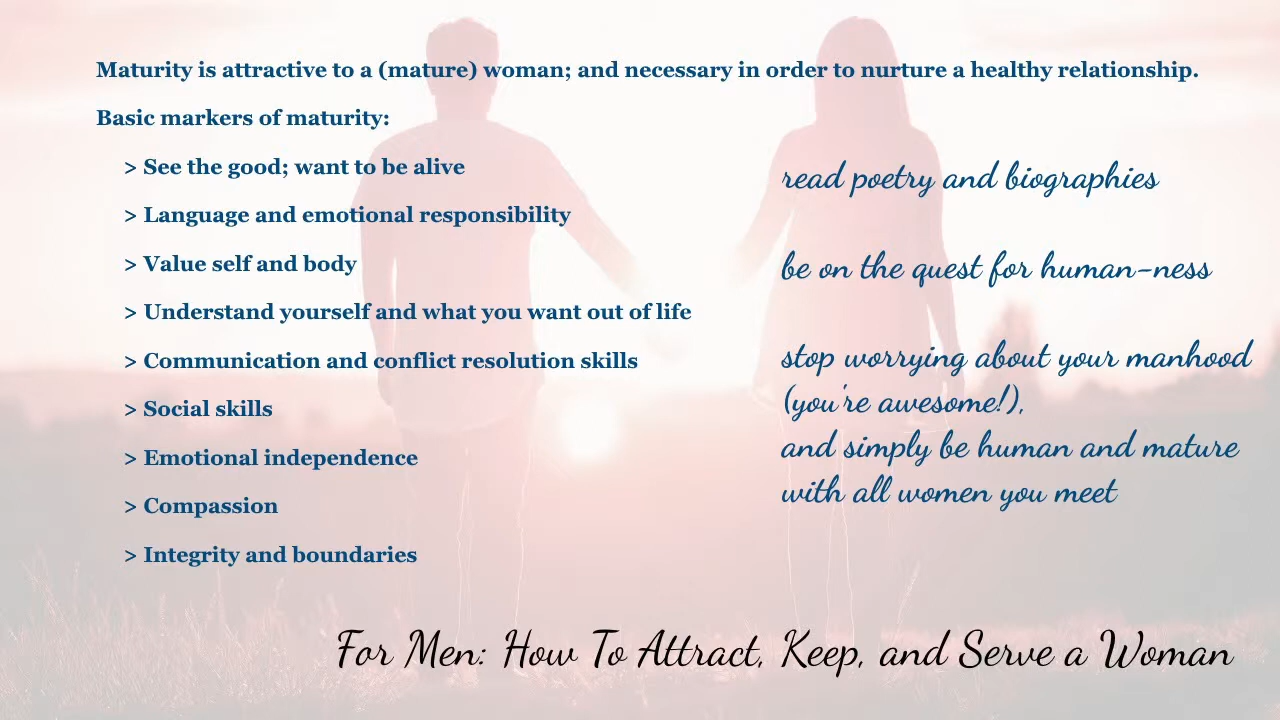 Maturity is attractive to a (mature) woman; and necessary in order to nurture a healthy relationship.
Basic markers of maturity:
> See the good; want to be alive
> Language and emotional responsibility
> Value self and body
> Understand yourself and what you want out of life
> Communication and conflict resolution skills
> Social skills
> Emotional independence
> Compassion
> Integrity and boundaries
read poetry and biographies
be on the quest for human-ness
stop worrying about your manhood
(you're awesome!),
and simply be human and mature
with all women you meet
For Men: How To Attract, Keep, and Serve a Woman